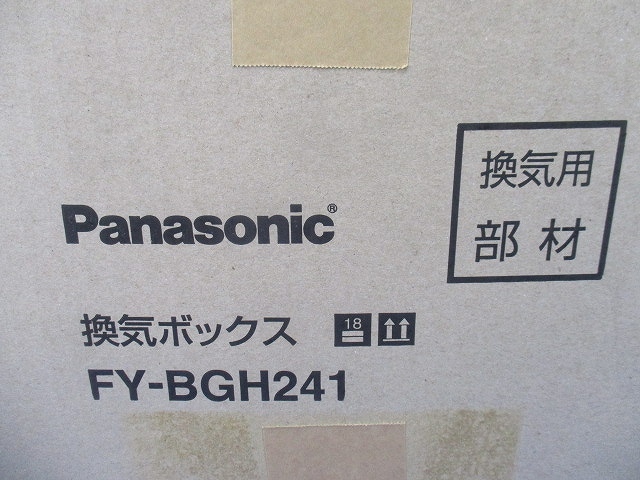 Panasonic®
換気用
部材
換気ボックス 18
FY-BGH241